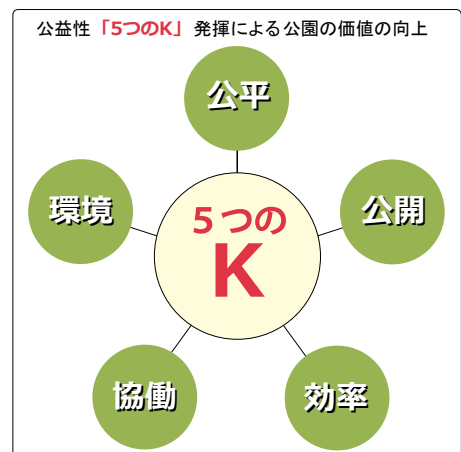 公益性「5つのK」発揮による公園の価値の向上
公平
環境
5つの
K
公開
協働
効率